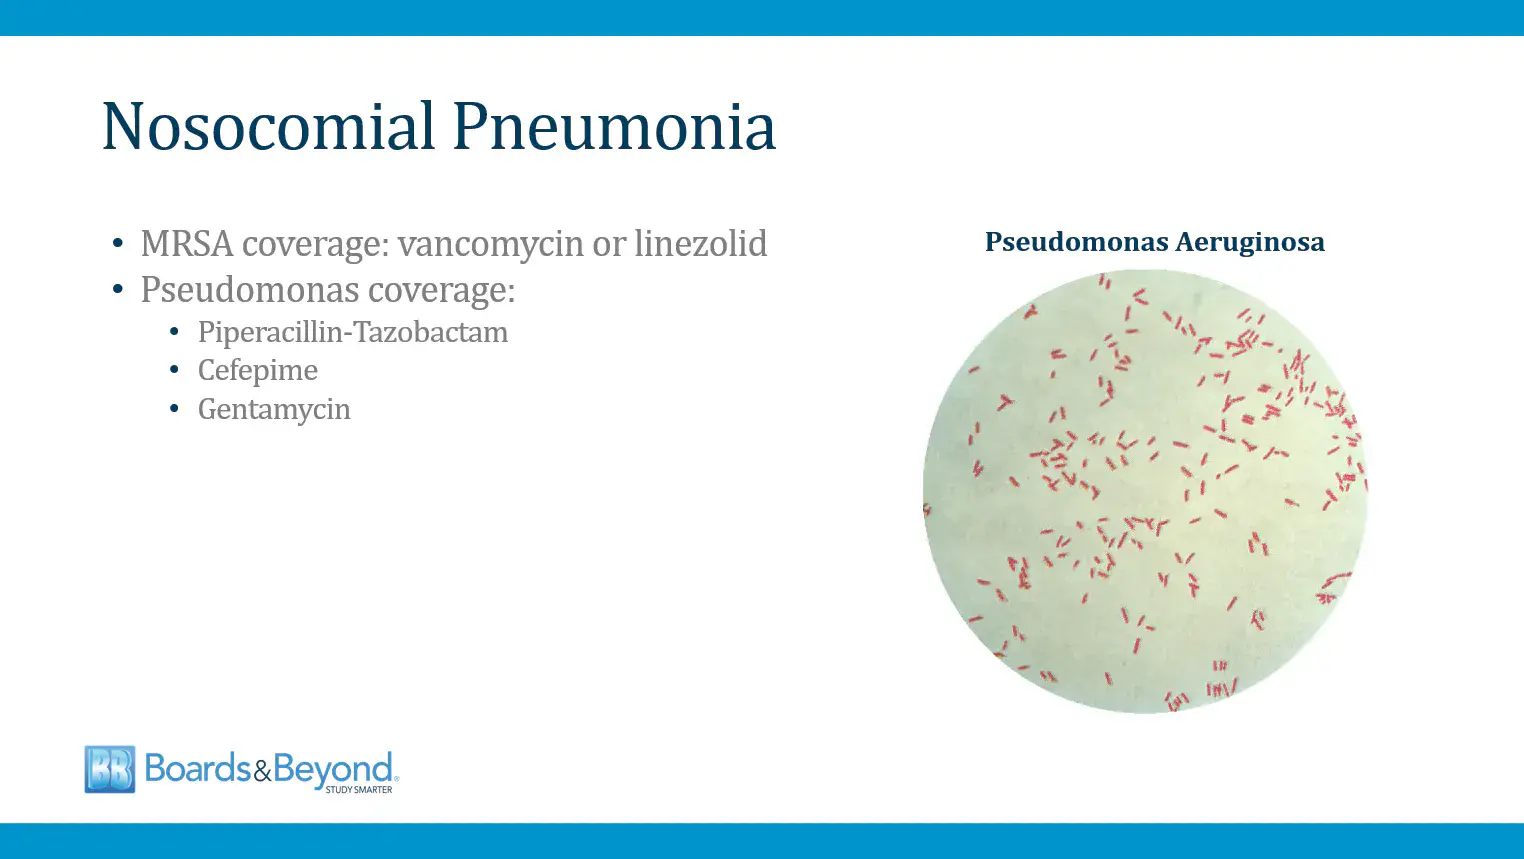 Nosocomial Pneumonia
• MRSA coverage: vancomycin or linezolid
• Pseudomonas coverage:
• Piperacillin-Tazobactam
• Cefepime
• Gentamycin
Pseudomonas Aeruginosa
BB Boards&Beyond®
STUDY SMARTER